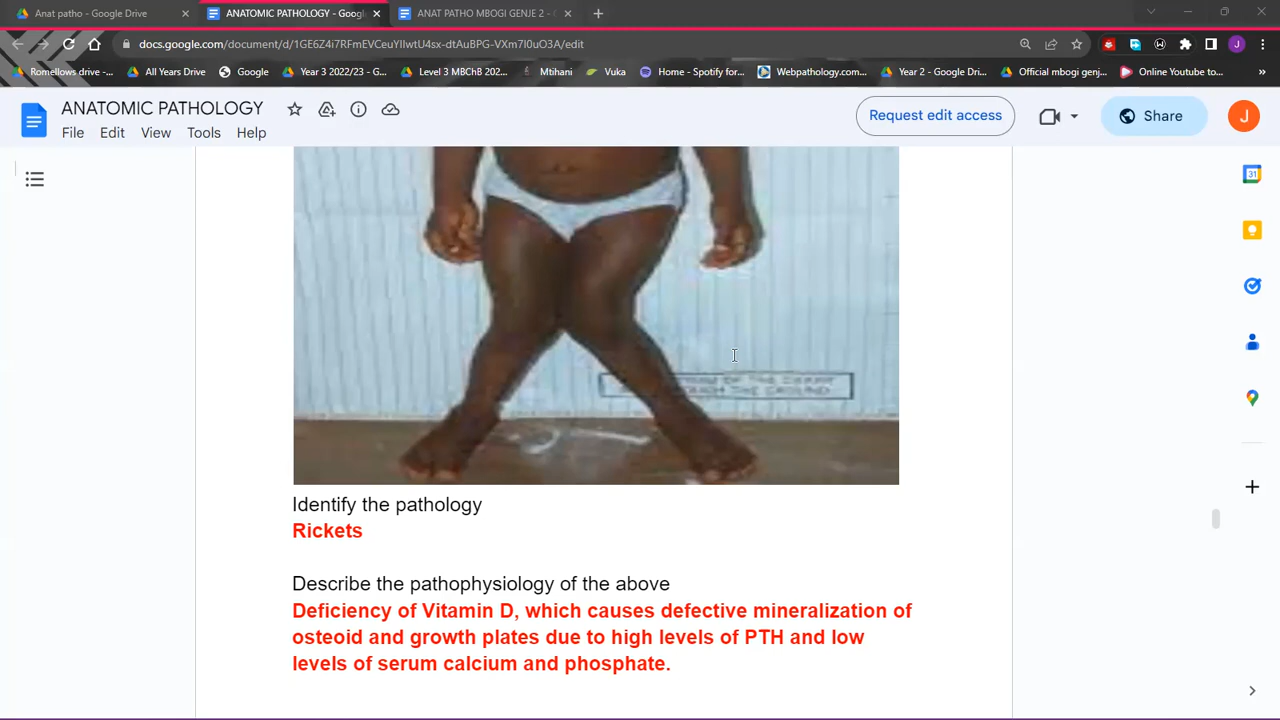 Anat patho - Google Drive
ANATOMIC PATHOLOGY - Goog
ANAT PATHO MBOGI GENJE 2 -
docs.google.com/document/d/1GE6Z4i7RFmEVCeuYIlwtU4sx-dtAuBPG-VXm7I0uO3A/edit
Romellows drive -...
All Years Drive
Google
Year 3 2022/23 - G...
Level 3 MBChB 202...
Mtihani
Vuka
Home - Spotify for...
Webpathology.com...
Year 2 - Google Dri...
Official mbogi genj...
Online Youtube to...
ANATOMIC PATHOLOGY
File Edit View Tools Help
Request edit access
Share
J
31
THE GROUND
Identify the pathology
Rickets
Describe the pathophysiology of the above
Deficiency of Vitamin D, which causes defective mineralization of
osteoid and growth plates due to high levels of PTH and low
levels of serum calcium and phosphate.